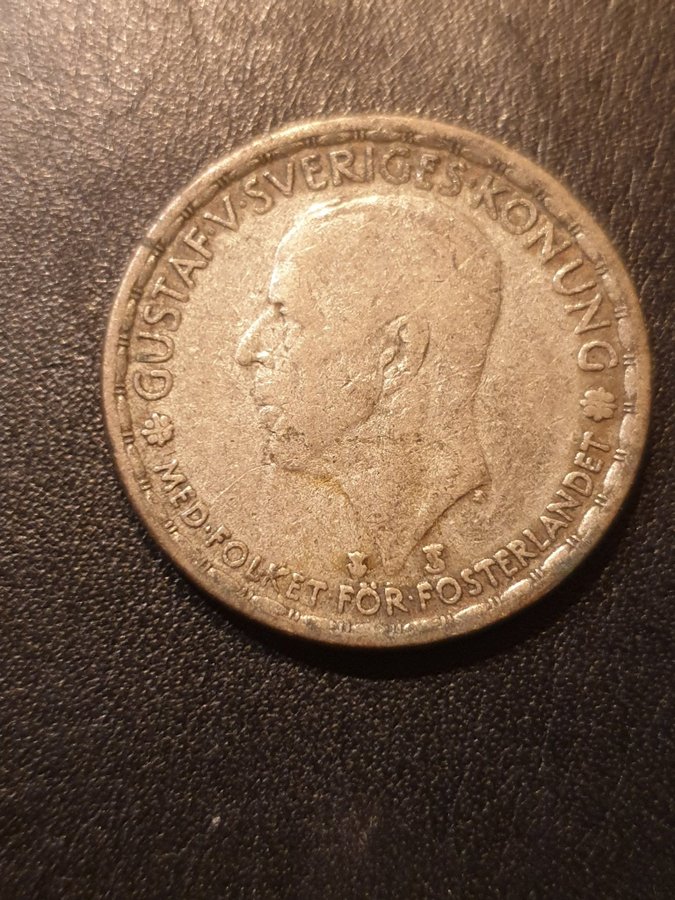 GUSTAF·V·SVERIGES·KONUNG
MED·FOLKET·FÖR·FOSTERLANDET